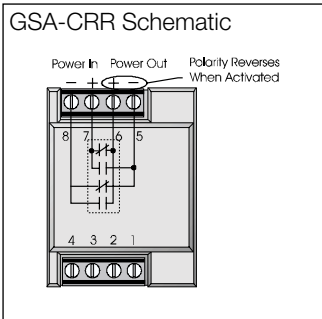 GSA-CRR Schematic
Power In Power Out Polarity Reverses
When Activated
− + + −
8 7 6 5
4 3 2 1